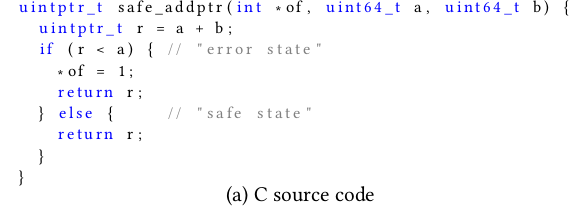 uintptr_t safe_addptr(int *of, uint64_t a, uint64_t b) {
  uintptr_t r = a + b;
  if (r < a) { // "error state"
    *of = 1;
    return r;
  } else {     // "safe state"
    return r;
  }
}
(a) C source code